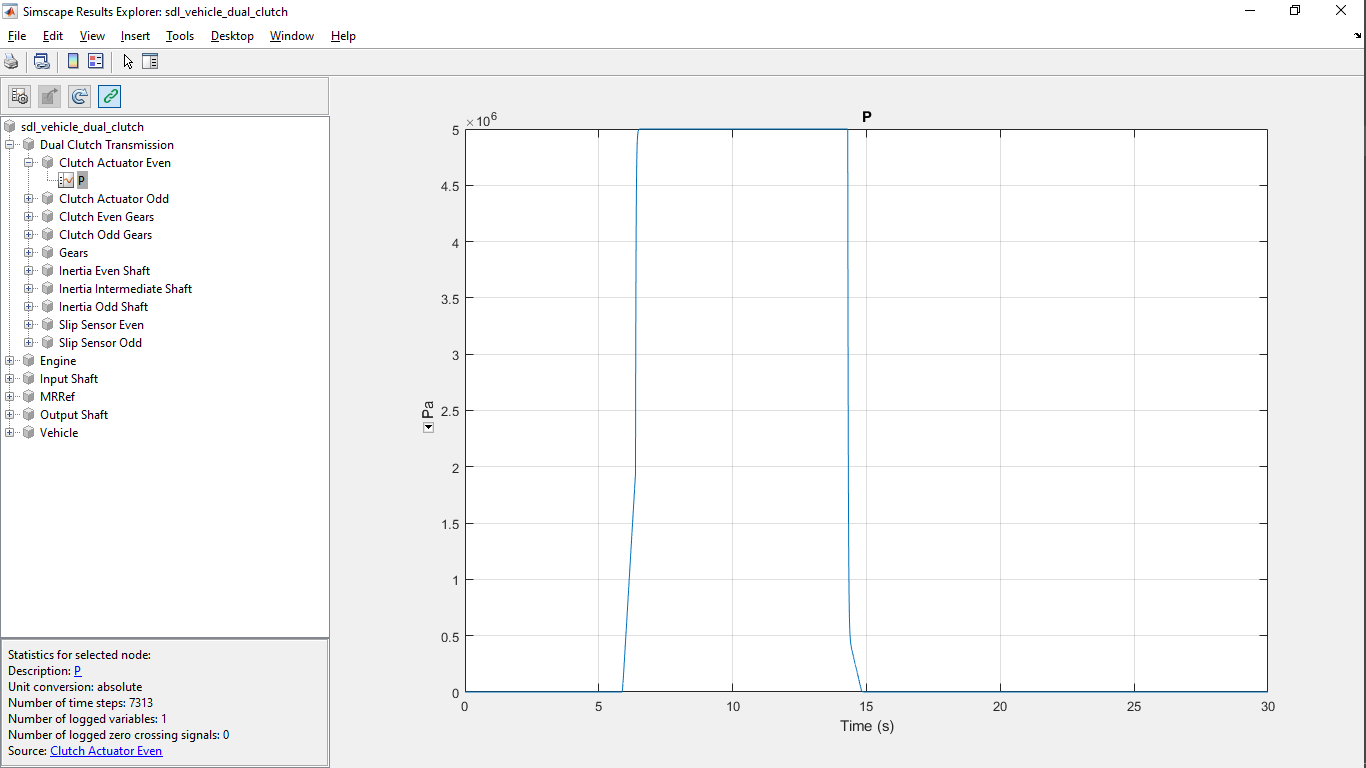 Simscape Results Explorer: sdl_vehicle_dual_clutch
File Edit View Insert Tools Desktop Window Help
sdl_vehicle_dual_clutch
Dual Clutch Transmission
Clutch Actuator Even
P
Clutch Actuator Odd
Clutch Even Gears
Clutch Odd Gears
Gears
Inertia Even Shaft
Inertia Intermediate Shaft
Inertia Odd Shaft
Slip Sensor Even
Slip Sensor Odd
Engine
Input Shaft
MRRef
Output Shaft
Vehicle
Statistics for selected node:
Description: P
Unit conversion: absolute
Number of time steps: 7313
Number of logged variables: 1
Number of logged zero crossing signals: 0
Source: Clutch Actuator Even
P
×10⁶
5
4.5
4
3.5
3
2.5
2
1.5
1
0.5
0
Pa
0 5 10 15 20 25 30
Time (s)